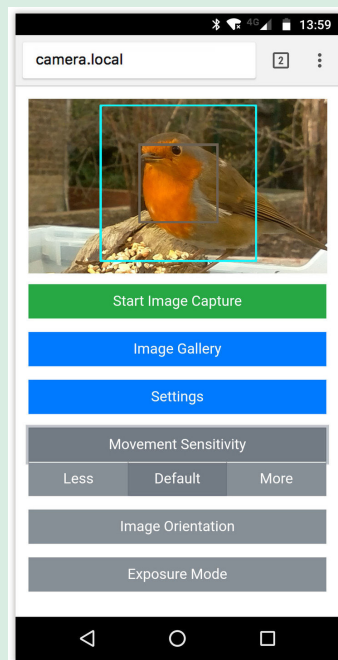 4G 13:59
camera.local 2
Start Image Capture
Image Gallery
Settings
Movement Sensitivity
Less Default More
Image Orientation
Exposure Mode